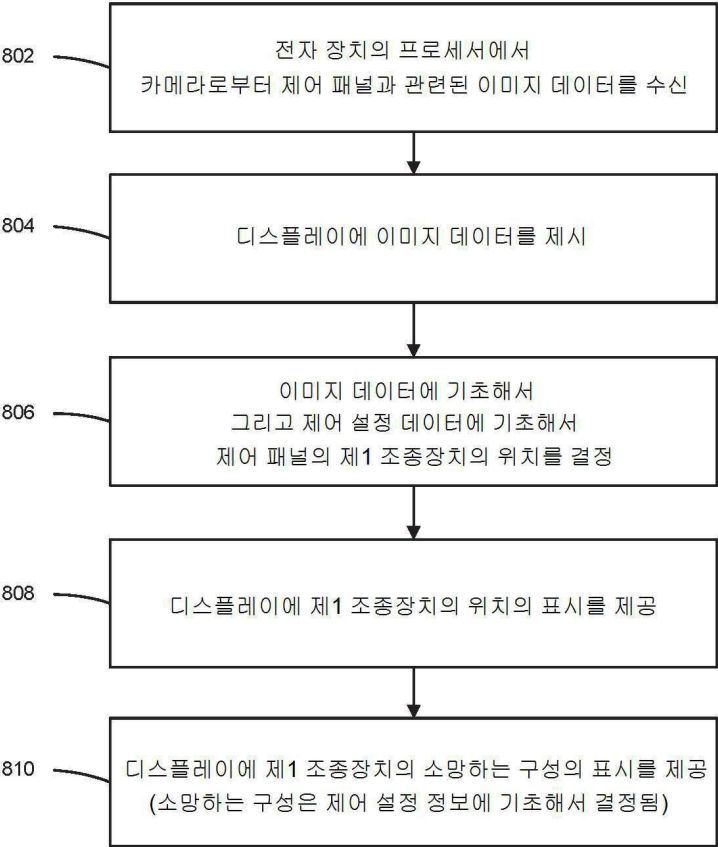 802
전자 장치의 프로세서에서
카메라로부터 제어 패널과 관련된 이미지 데이터를 수신
804
디스플레이에 이미지 데이터를 제시
806
이미지 데이터에 기초해서
그리고 제어 설정 데이터에 기초해서
제어 패널의 제1 조종장치의 위치를 결정
808
디스플레이에 제1 조종장치의 위치의 표시를 제공
810
디스플레이에 제1 조종장치의 소망하는 구성의 표시를 제공
(소망하는 구성은 제어 설정 정보에 기초해서 결정됨)